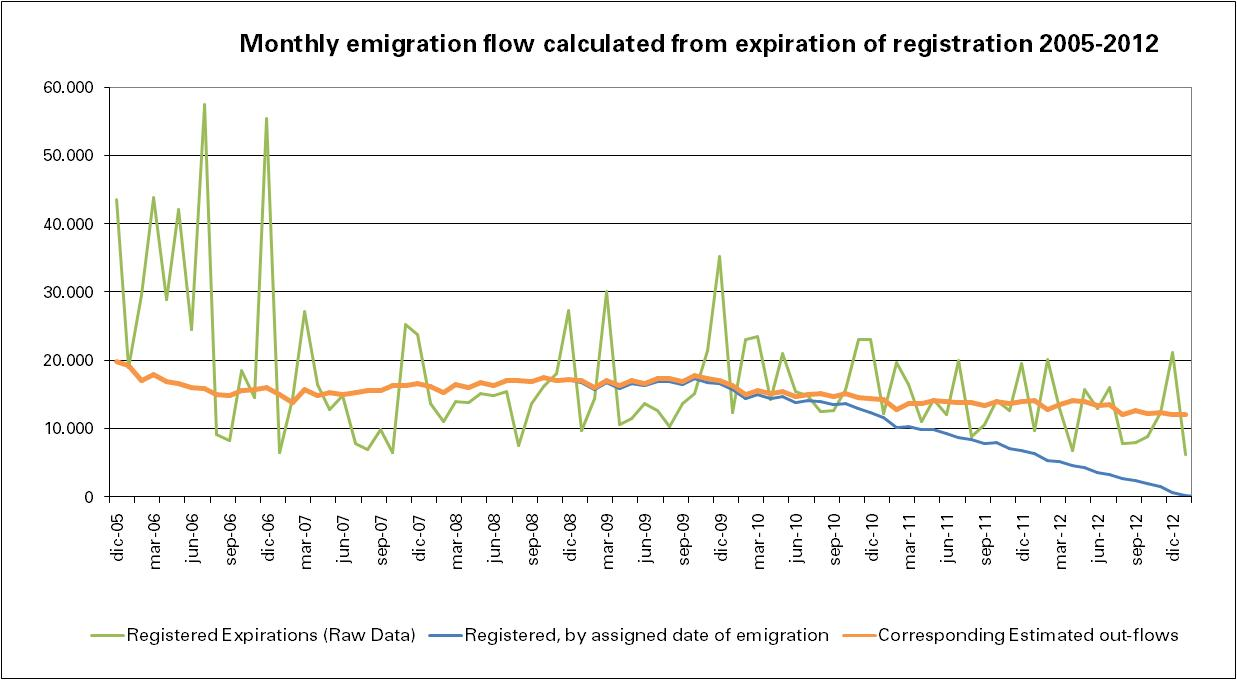 Monthly emigration flow calculated from expiration of registration 2005-2012
60.000
50.000
40.000
30.000
20.000
10.000
0
dic-05
mar-06
jun-06
sep-06
dic-06
mar-07
jun-07
sep-07
dic-07
mar-08
jun-08
sep-08
dic-08
mar-09
jun-09
sep-09
dic-09
mar-10
jun-10
sep-10
dic-10
mar-11
jun-11
sep-11
dic-11
mar-12
jun-12
sep-12
dic-12
Registered Expirations (Raw Data) Registered, by assigned date of emigration Corresponding Estimated out-flows